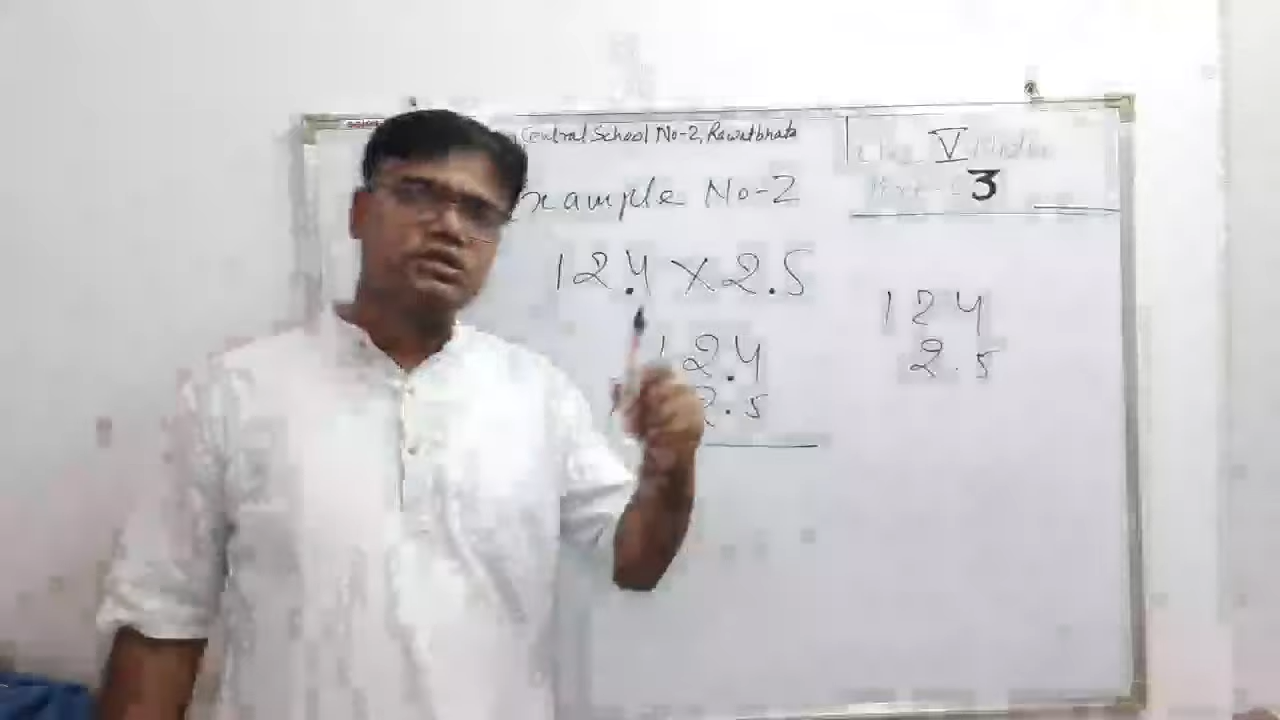 Central School No-2, Rawatbhata
V
3
xample No-2
12.4 X 2.5
12.4
2.5
124
2.5